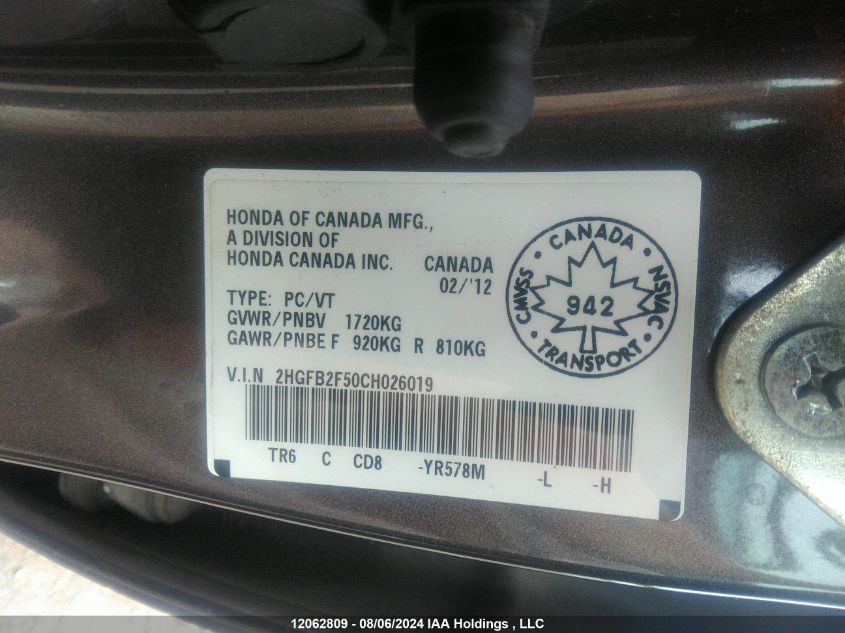 HONDA OF CANADA MFG.,
A DIVISION OF
HONDA CANADA INC. CANADA
02/'12
TYPE: PC/VT
GVWR/PNBV 1720KG
GAWR/PNBE F 920KG R 810KG
V.I.N 2HGFB2F50CH026019
TR6 C CD8 -YR578M -L -H
CANADA
CMVSS
NSVAC
942
TRANSPORT
12062809 - 08/06/2024 IAA Holdings , LLC